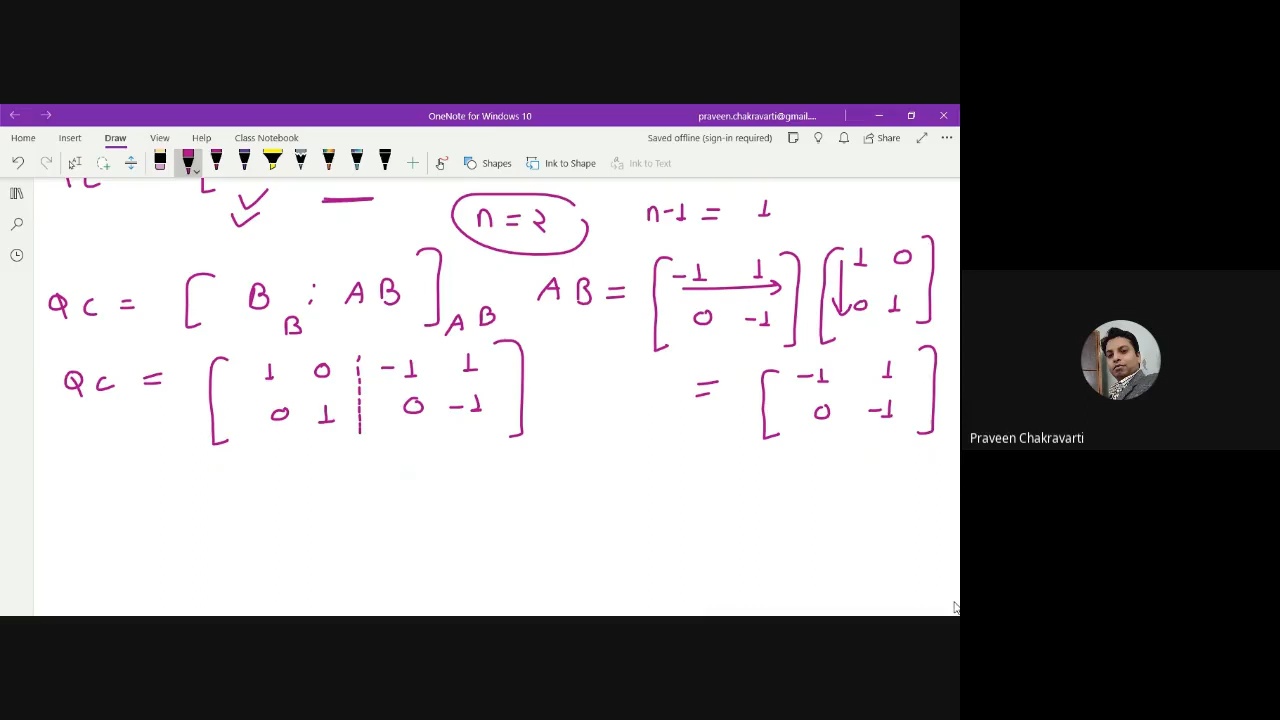 OneNote for Windows 10
praveen.chakravarti@gmail....
Home Insert Draw View Help Class Notebook
Saved offline (sign-in required)
Share
Shapes Ink to Shape Ink to Text
n = 2 n-1 = 1
QC = [ B : AB ] AB = [ -1 1 ] [ 1 0 ]
B AB [ 0 -1 ] [ 0 1 ]
QC = [ 1 0 ¦ -1 1 ] = [ -1 1 ]
[ 0 1 ¦ 0 -1 ] [ 0 -1 ]
Praveen Chakravarti